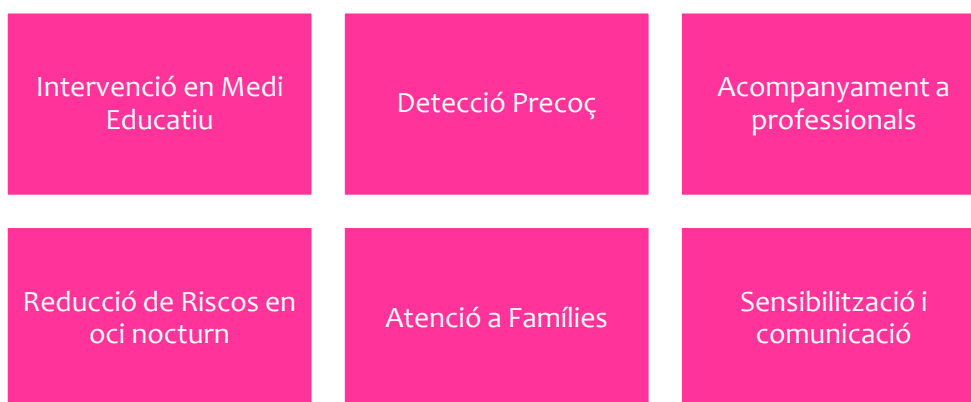 Intervenció en Medi
Educatiu
Detecció Precoç
Acompanyament a
professionals
Reducció de Riscos en
oci nocturn
Atenció a Famílies
Sensibilització i
comunicació